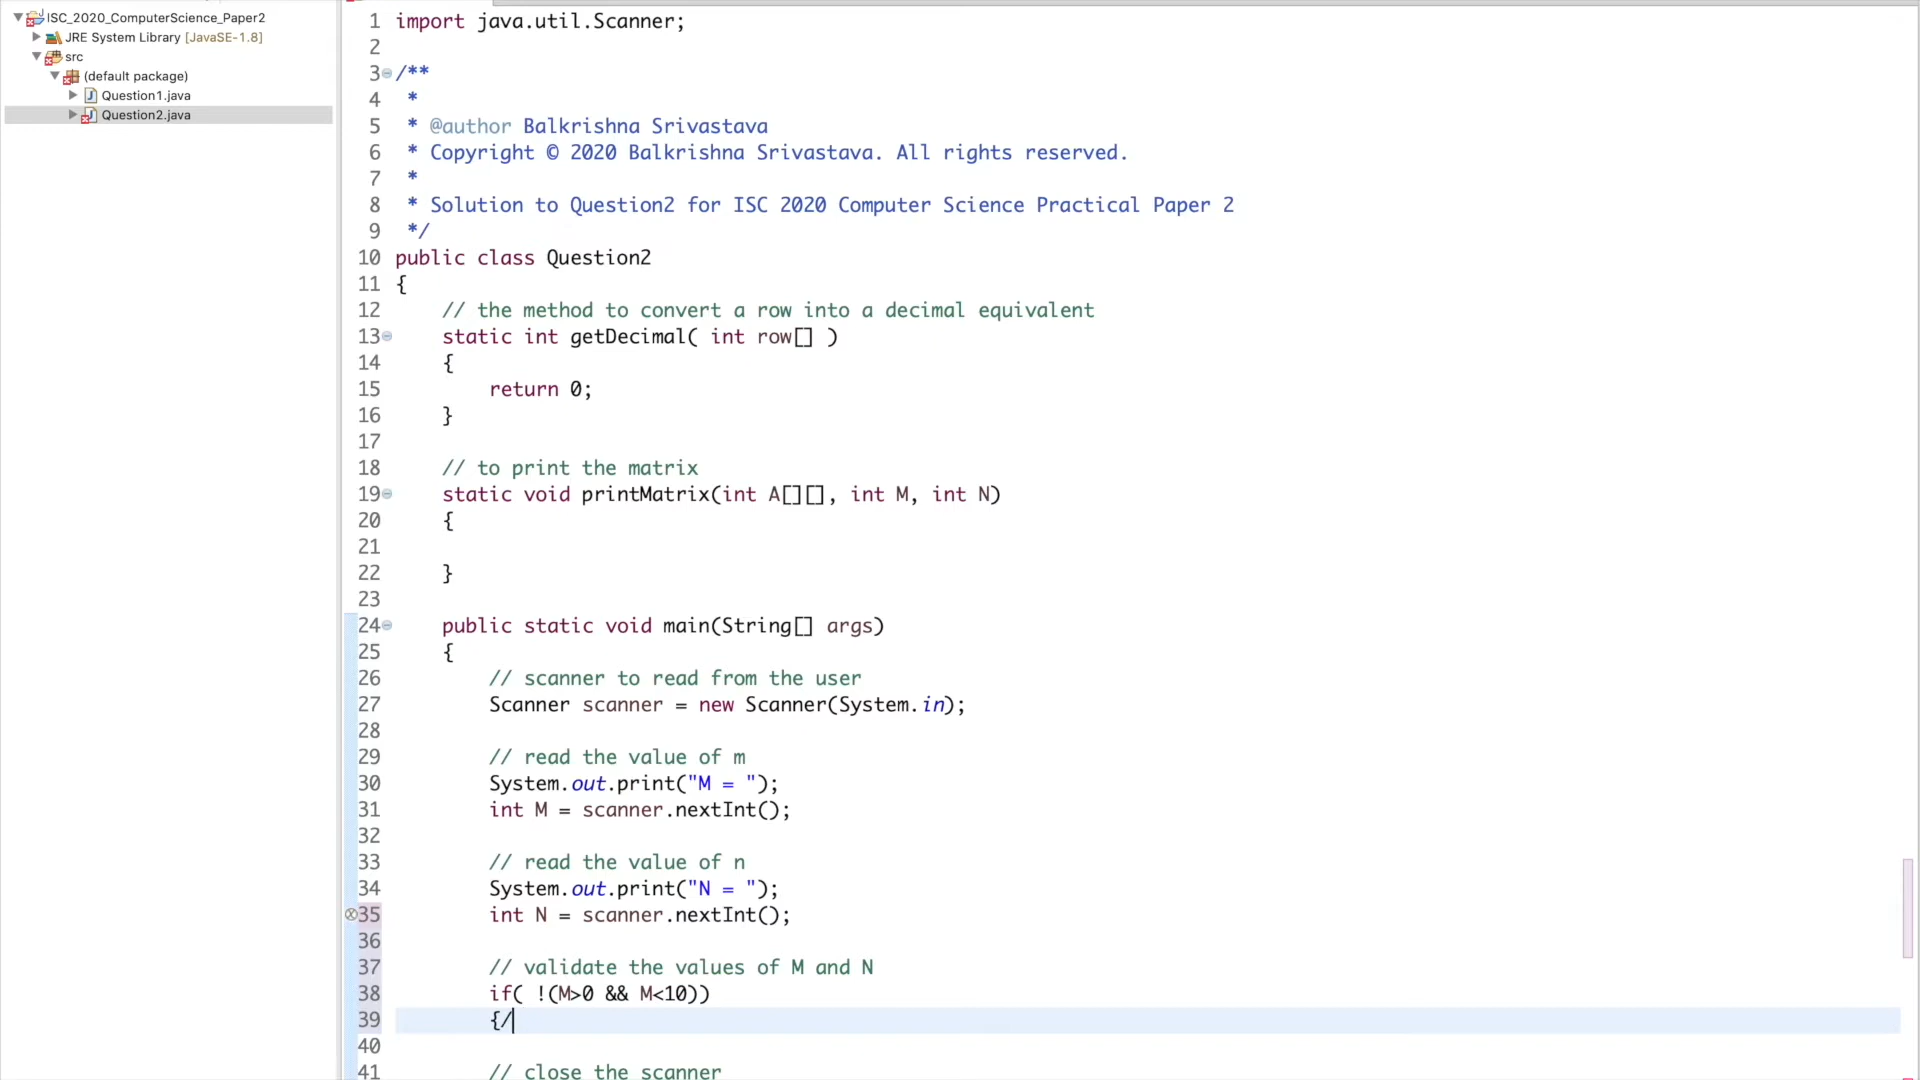 ISC_2020_ComputerScience_Paper2
JRE System Library [JavaSE-1.8]
src
(default package)
Question1.java
Question2.java
1 import java.util.Scanner;
2
3 /**
4 *
5 * @author Balkrishna Srivastava
6 * Copyright © 2020 Balkrishna Srivastava. All rights reserved.
7 *
8 * Solution to Question2 for ISC 2020 Computer Science Practical Paper 2
9 */
10 public class Question2
11 {
12 // the method to convert a row into a decimal equivalent
13 static int getDecimal( int row[] )
14 {
15 return 0;
16 }
17
18 // to print the matrix
19 static void printMatrix(int A[][], int M, int N)
20 {
21
22 }
23
24 public static void main(String[] args)
25 {
26 // scanner to read from the user
27 Scanner scanner = new Scanner(System.in);
28
29 // read the value of m
30 System.out.print("M = ");
31 int M = scanner.nextInt();
32
33 // read the value of n
34 System.out.print("N = ");
35 int N = scanner.nextInt();
36
37 // validate the values of M and N
38 if( !(M>0 && M<10))
39 {/
40
41 // close the scanner